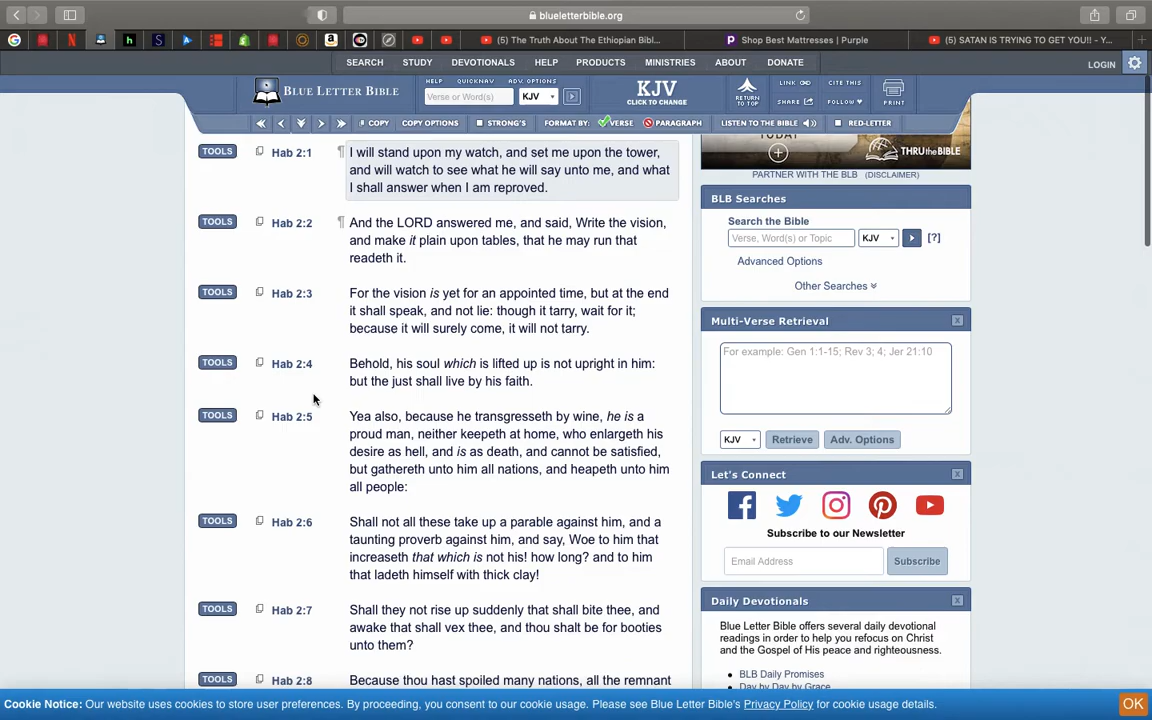 blueletterbible.org
(5) The Truth About The Ethiopian Bibl...
Shop Best Mattresses | Purple
(5) SATAN IS TRYING TO GET YOU!! - Y...
SEARCH STUDY DEVOTIONALS HELP PRODUCTS MINISTRIES ABOUT DONATE
LOGIN
BLUE LETTER BIBLE
HELP QUICKNAV ADV. OPTIONS
Verse or Word(s) KJV
KJV
CLICK TO CHANGE
RETURN
TO TOP
LINK CITE THIS
SHARE FOLLOW
PRINT
COPY COPY OPTIONS STRONG'S FORMAT BY: VERSE PARAGRAPH LISTEN TO THE BIBLE RED-LETTER
TOOLS Hab 2:1 ¶ I will stand upon my watch, and set me upon the tower,
and will watch to see what he will say unto me, and what
I shall answer when I am reproved.
TOOLS Hab 2:2 ¶ And the LORD answered me, and said, Write the vision,
and make it plain upon tables, that he may run that
readeth it.
TOOLS Hab 2:3 For the vision is yet for an appointed time, but at the end
it shall speak, and not lie: though it tarry, wait for it;
because it will surely come, it will not tarry.
TOOLS Hab 2:4 Behold, his soul which is lifted up is not upright in him:
but the just shall live by his faith.
TOOLS Hab 2:5 Yea also, because he transgresseth by wine, he is a
proud man, neither keepeth at home, who enlargeth his
desire as hell, and is as death, and cannot be satisfied,
but gathereth unto him all nations, and heapeth unto him
all people:
TOOLS Hab 2:6 Shall not all these take up a parable against him, and a
taunting proverb against him, and say, Woe to him that
increaseth that which is not his! how long? and to him
that ladeth himself with thick clay!
TOOLS Hab 2:7 Shall they not rise up suddenly that shall bite thee, and
awake that shall vex thee, and thou shalt be for booties
unto them?
TOOLS Hab 2:8 Because thou hast spoiled many nations, all the remnant
TODAY
THRU the BIBLE
PARTNER WITH THE BLB (DISCLAIMER)
BLB Searches
Search the Bible
Verse, Word(s) or Topic KJV [?]
Advanced Options
Other Searches
Multi-Verse Retrieval
For example: Gen 1:1-15; Rev 3; 4; Jer 21:10
KJV Retrieve Adv. Options
Let's Connect
Subscribe to our Newsletter
Email Address Subscribe
Daily Devotionals
Blue Letter Bible offers several daily devotional
readings in order to help you refocus on Christ
and the Gospel of His peace and righteousness.
BLB Daily Promises
Day by Day by Grace
Cookie Notice: Our website uses cookies to store user preferences. By proceeding, you consent to our cookie usage. Please see Blue Letter Bible's Privacy Policy for cookie usage details.
OK